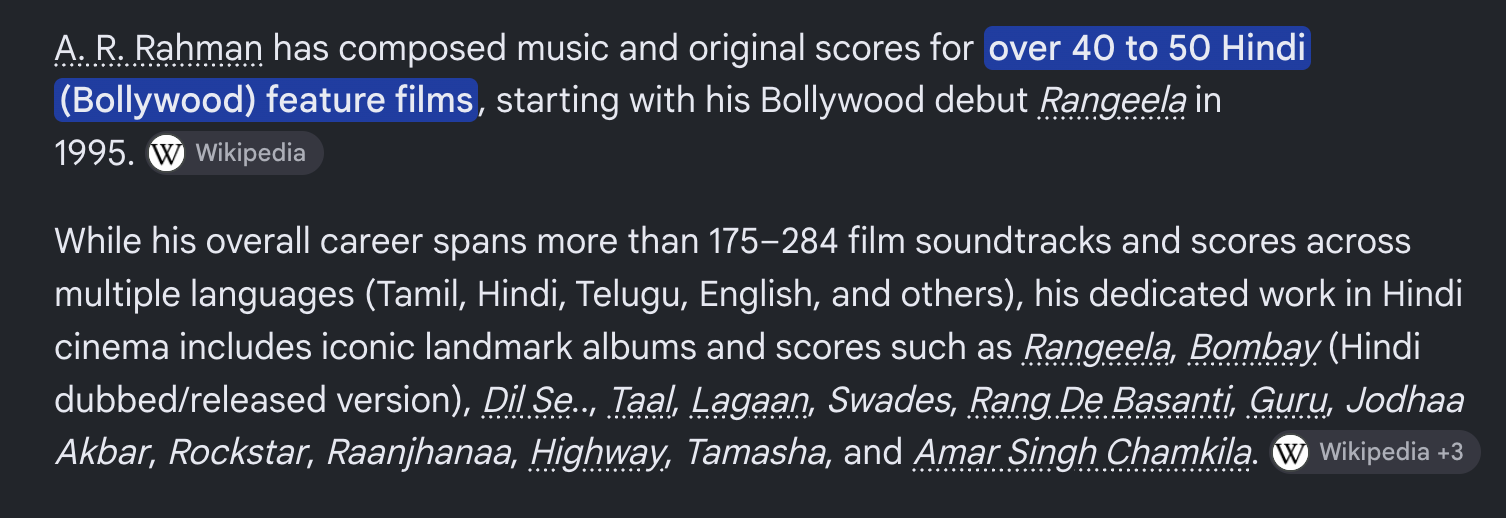 A. R. Rahman has composed music and original scores for over 40 to 50 Hindi
(Bollywood) feature films, starting with his Bollywood debut Rangeela in
1995. W Wikipedia
While his overall career spans more than 175–284 film soundtracks and scores across
multiple languages (Tamil, Hindi, Telugu, English, and others), his dedicated work in Hindi
cinema includes iconic landmark albums and scores such as Rangeela, Bombay (Hindi
dubbed/released version), Dil Se.., Taal, Lagaan, Swades, Rang De Basanti, Guru, Jodhaa
Akbar, Rockstar, Raanjhanaa, Highway, Tamasha, and Amar Singh Chamkila. W Wikipedia +3